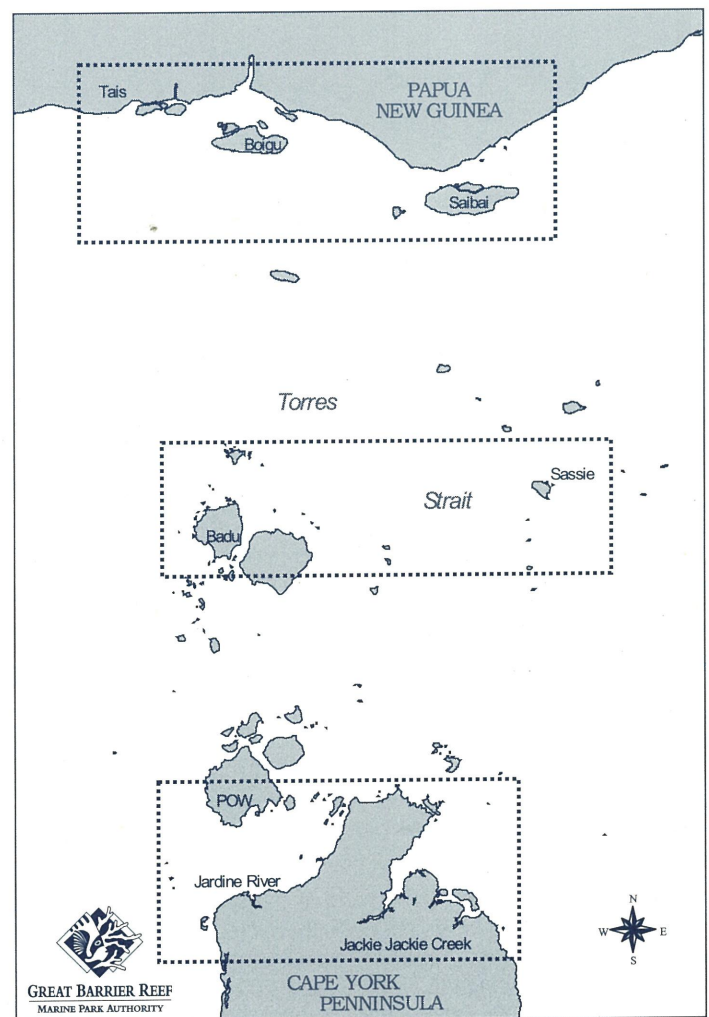 Tais
PAPUA
NEW GUINEA
Boigu
Saibai
Torres
Sassie
Strait
Badu
POW
Jardine River
Jackie Jackie Creek
N
W E
S
GREAT BARRIER REEF
MARINE PARK AUTHORITY
CAPE YORK
PENNINSULA